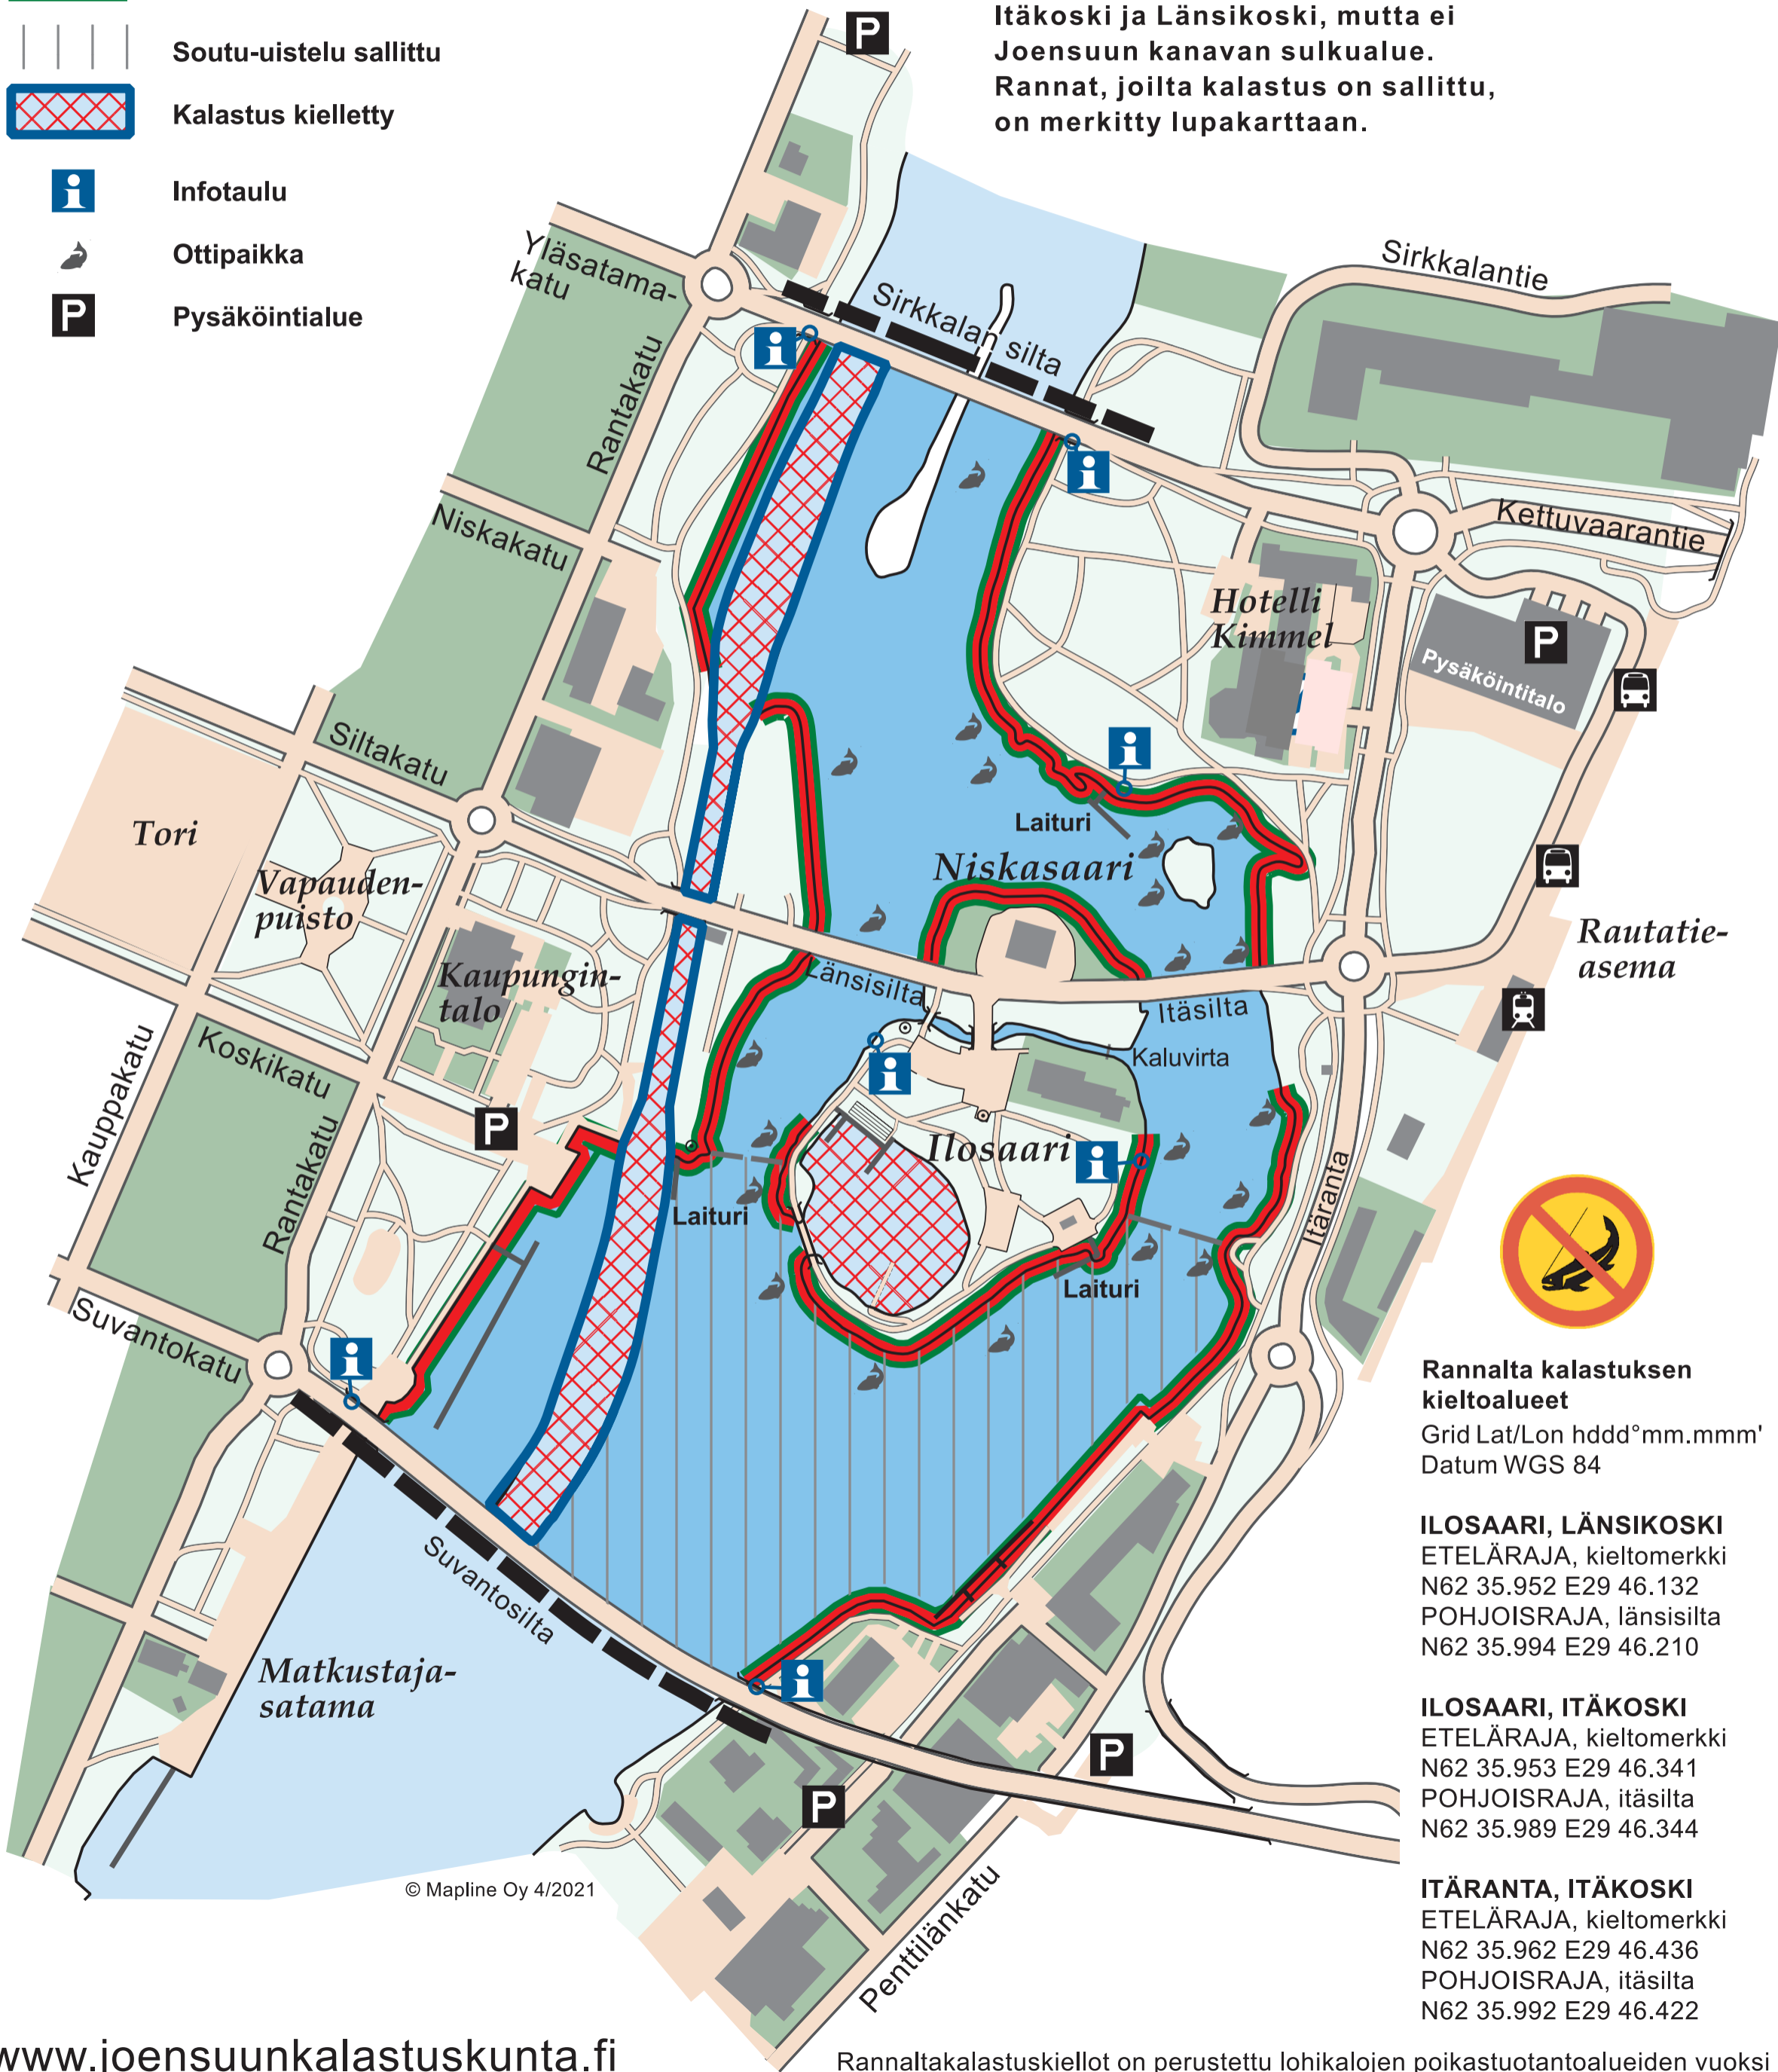 Soutu-uistelu sallittu
Kalastus kielletty
Infotaulu
Ottipaikka
P Pysäköintialue
Itäkoski ja Länsikoski, mutta ei
Joensuun kanavan sulkualue.
Rannat, joilta kalastus on sallittu,
on merkitty lupakarttaan.
P
Yläsatama-
katu
Sirkkalan silta
Sirkkalantie
Rantakatu
Niskakatu
Kettuvaarantie
Hotelli
Kimmel
P
Pysäköintitalo
Siltakatu
Tori
Laituri
Niskasaari
Vapauden-
puisto
Rautatie-
asema
Kaupungin-
talo
Länsisilta
Itäsilta
Kaluvirta
Koskikatu
Kauppakatu
P
Ilosaari
Rantakatu
Laituri
Itäranta
Laituri
Suvantokatu
Suvantosilta
Matkustaja-
satama
P
P
Penttilänkatu
© Mapline Oy 4/2021
Rannalta kalastuksen
kieltoalueet
Grid Lat/Lon hddd°mm.mmm'
Datum WGS 84
ILOSAARI, LÄNSIKOSKI
ETELÄRAJA, kieltomerkki
N62 35.952 E29 46.132
POHJOISRAJA, länsisilta
N62 35.994 E29 46.210
ILOSAARI, ITÄKOSKI
ETELÄRAJA, kieltomerkki
N62 35.953 E29 46.341
POHJOISRAJA, itäsilta
N62 35.989 E29 46.344
ITÄRANTA, ITÄKOSKI
ETELÄRAJA, kieltomerkki
N62 35.962 E29 46.436
POHJOISRAJA, itäsilta
N62 35.992 E29 46.422
www.joensuunkalastuskunta.fi
Rannaltakalastuskiellot on perustettu lohikalojen poikastuotantoalueiden vuoksi